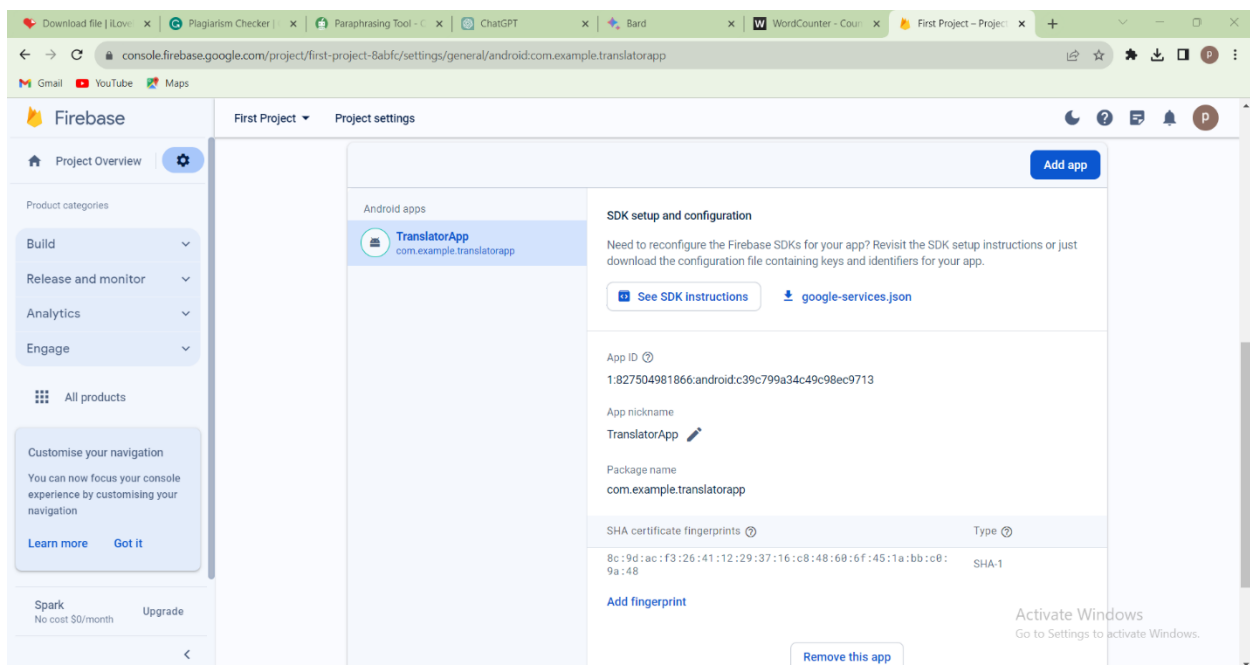 Download file | iLove
Plagiarism Checker |
Paraphrasing Tool - C
ChatGPT
Bard
WordCounter - Coun
First Project – Project
console.firebase.google.com/project/first-project-8abfc/settings/general/android:com.example.translatorapp
P
Gmail
YouTube
Maps
Firebase
First Project
Project settings
P
Project Overview
Product categories
Build
Release and monitor
Analytics
Engage
All products
Customise your navigation
You can now focus your console
experience by customising your
navigation
Learn more
Got it
Spark
No cost $0/month
Upgrade
Add app
Android apps
TranslatorApp
com.example.translatorapp
SDK setup and configuration
Need to reconfigure the Firebase SDKs for your app? Revisit the SDK setup instructions or just
download the configuration file containing keys and identifiers for your app.
See SDK instructions
google-services.json
App ID
1:827504981866:android:c39c799a34c49c98ec9713
App nickname
TranslatorApp
Package name
com.example.translatorapp
SHA certificate fingerprints
Type
8c:9d:ac:f3:26:41:12:29:37:16:c8:48:60:6f:45:1a:bb:c0:
9a:48
SHA-1
Add fingerprint
Activate Windows
Go to Settings to activate Windows.
Remove this app